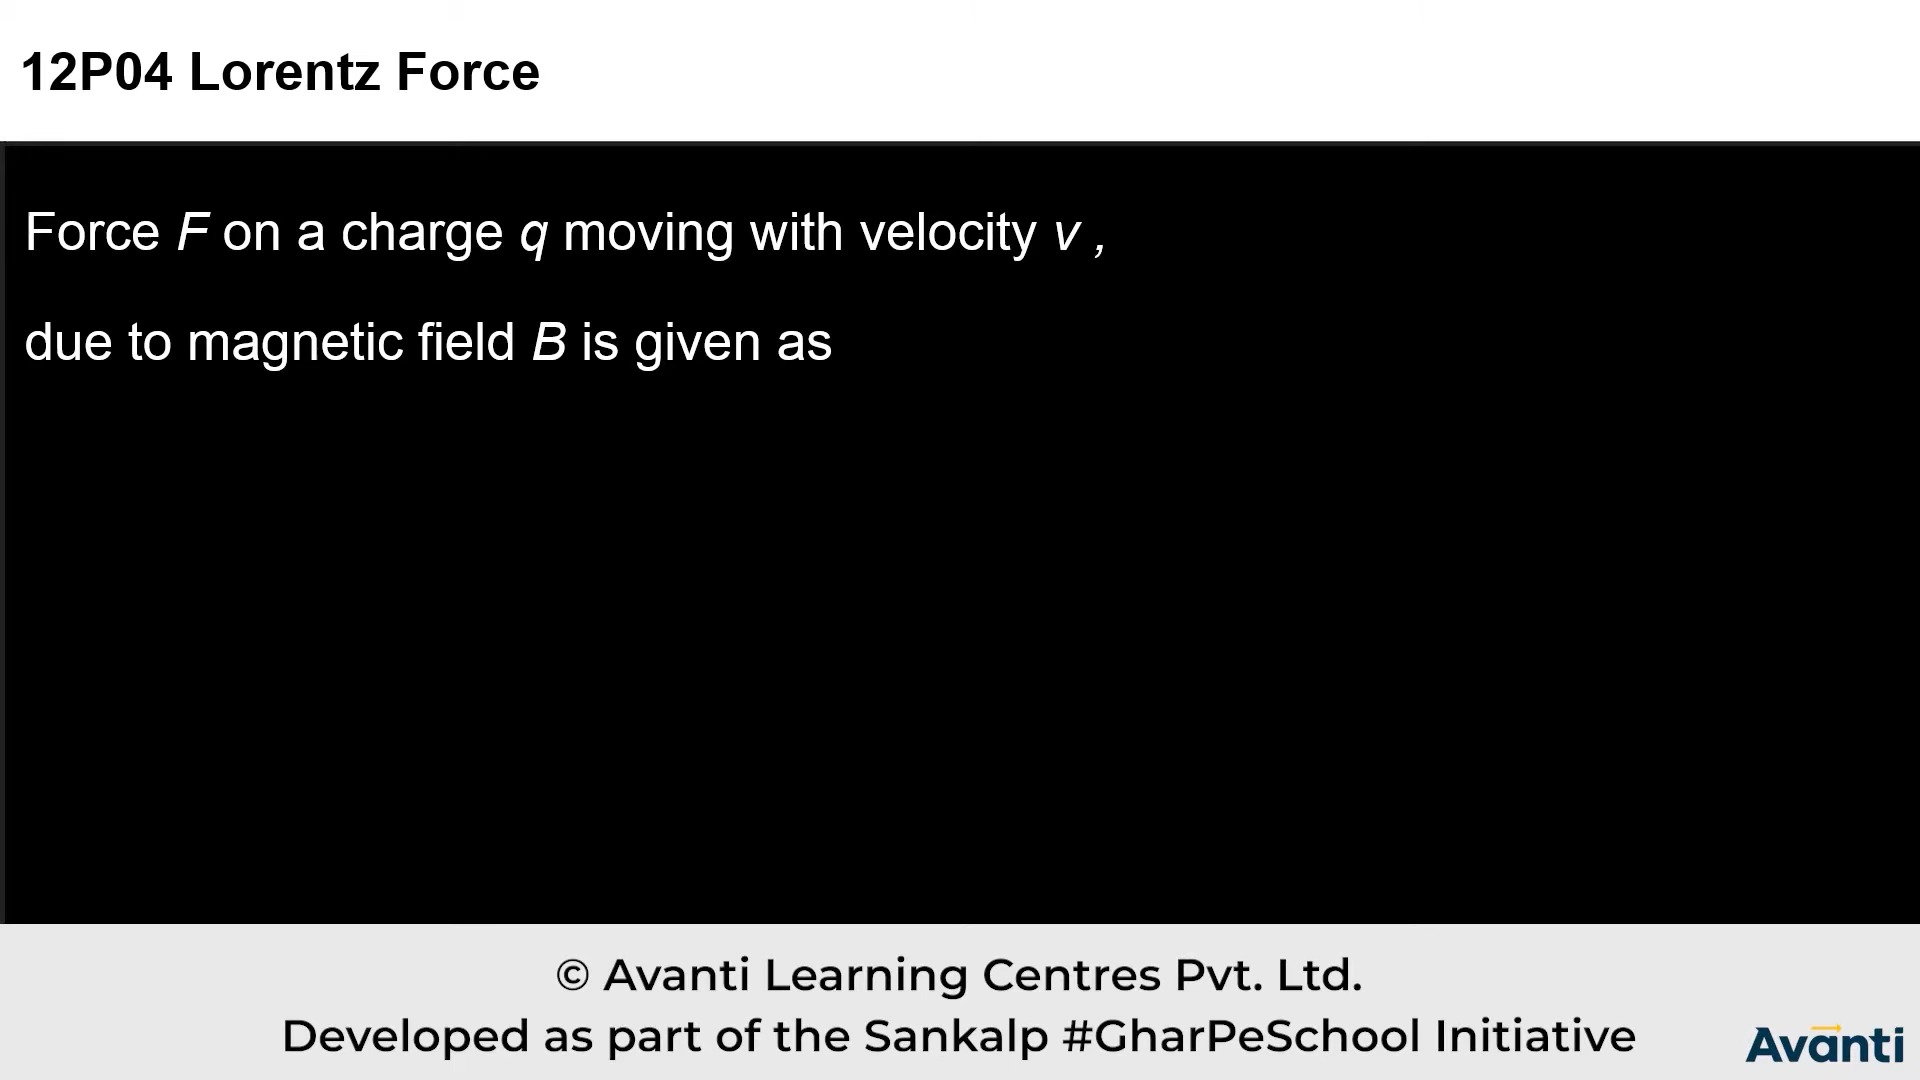 12P04 Lorentz Force
Force F on a charge q moving with velocity v ,
due to magnetic field B is given as
© Avanti Learning Centres Pvt. Ltd.
Developed as part of the Sankalp #GharPeSchool Initiative
Avanti